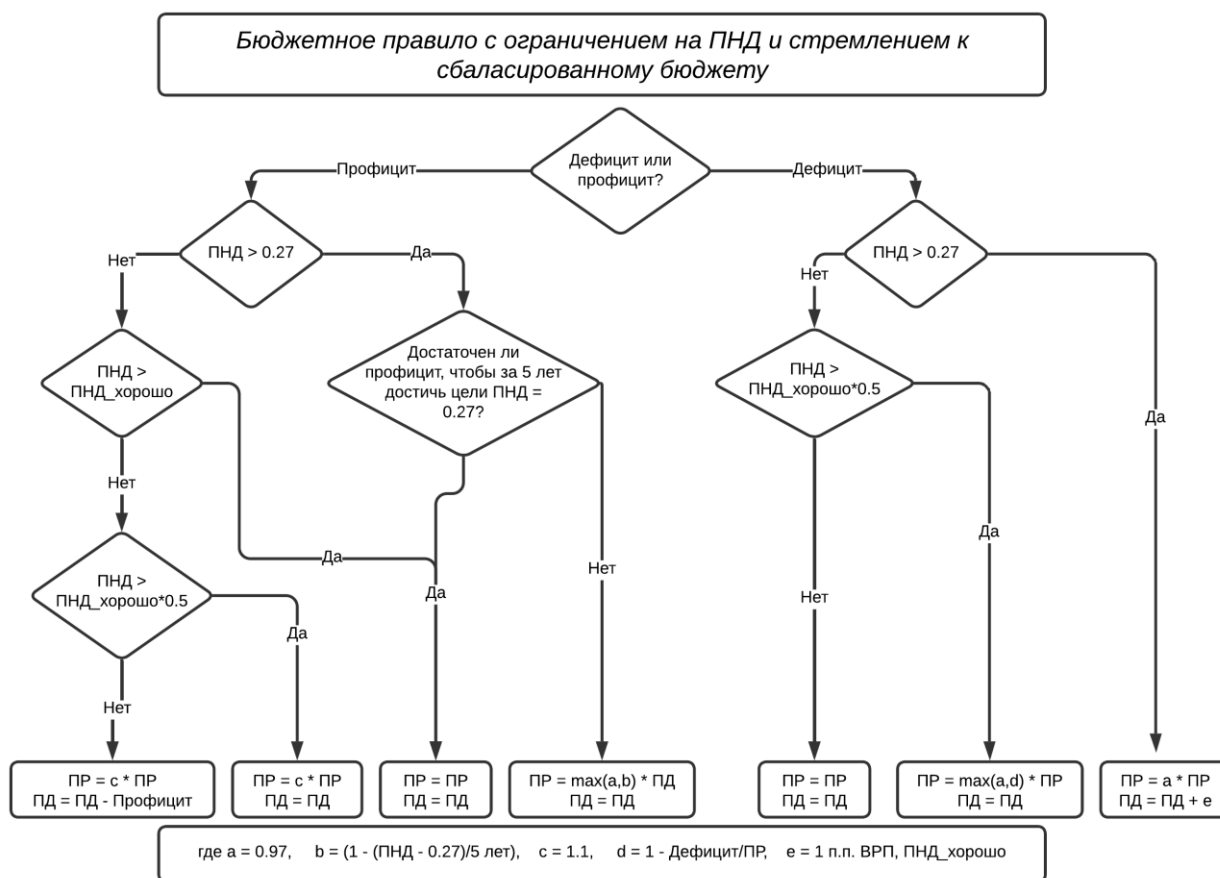 Бюджетное правило с ограничением на ПНД и стремлением к
сбаласированному бюджету
Дефицит или
профицит?
Профицит
Дефицит
ПНД > 0.27
ПНД > 0.27
Нет
Да
Нет
Да
ПНД >
ПНД_хорошо
Достаточен ли
профицит, чтобы за 5 лет
достичь цели ПНД =
0.27?
ПНД >
ПНД_хорошо*0.5
Нет
Да
Да
Нет
Нет
Да
ПНД >
ПНД_хорошо*0.5
Да
Нет
ПР = c * ПР
ПД = ПД - Профицит
ПР = c * ПР
ПД = ПД
ПР = ПР
ПД = ПД
ПР = max(a,b) * ПД
ПД = ПД
ПР = ПР
ПД = ПД
ПР = max(a,d) * ПР
ПД = ПД
ПР = a * ПР
ПД = ПД + e
где a = 0.97, b = (1 - (ПНД - 0.27)/5 лет), c = 1.1, d = 1 - Дефицит/ПР, e = 1 п.п. ВРП, ПНД_хорошо